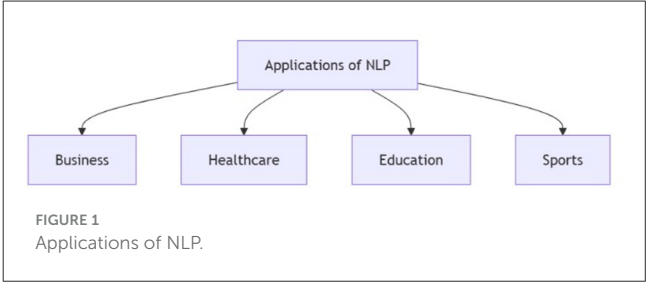 Applications of NLP
Business
Healthcare
Education
Sports
FIGURE 1
Applications of NLP.